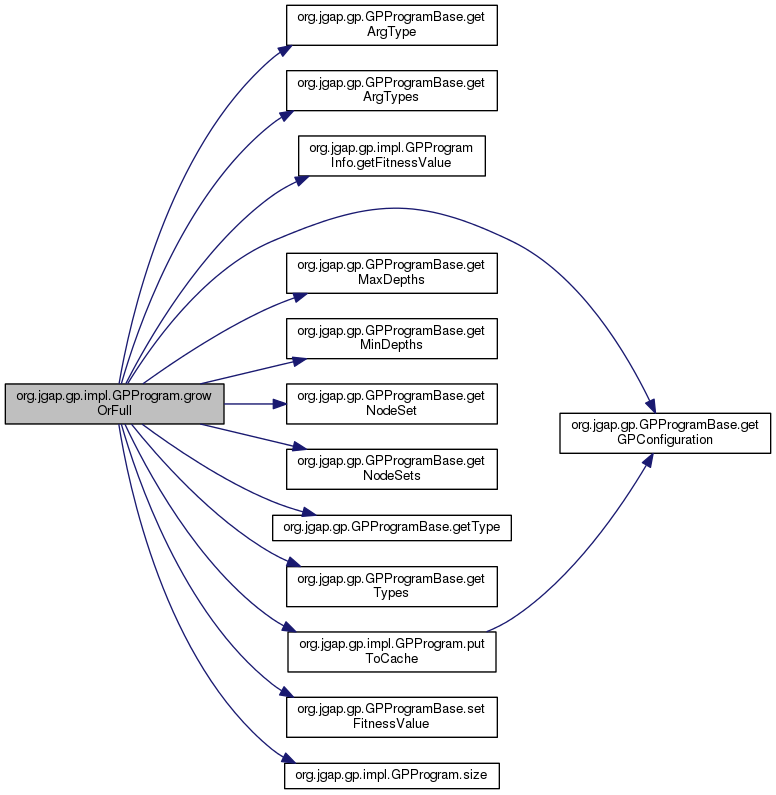 org.jgap.gp.GPProgramBase.get
ArgType
org.jgap.gp.GPProgramBase.get
ArgTypes
org.jgap.gp.impl.GPProgram
Info.getFitnessValue
org.jgap.gp.GPProgramBase.get
MaxDepths
org.jgap.gp.GPProgramBase.get
MinDepths
org.jgap.gp.impl.GPProgram.grow
OrFull
org.jgap.gp.GPProgramBase.get
NodeSet
org.jgap.gp.GPProgramBase.get
GPConfiguration
org.jgap.gp.GPProgramBase.get
NodeSets
org.jgap.gp.GPProgramBase.getType
org.jgap.gp.GPProgramBase.get
Types
org.jgap.gp.impl.GPProgram.put
ToCache
org.jgap.gp.GPProgramBase.set
FitnessValue
org.jgap.gp.impl.GPProgram.size